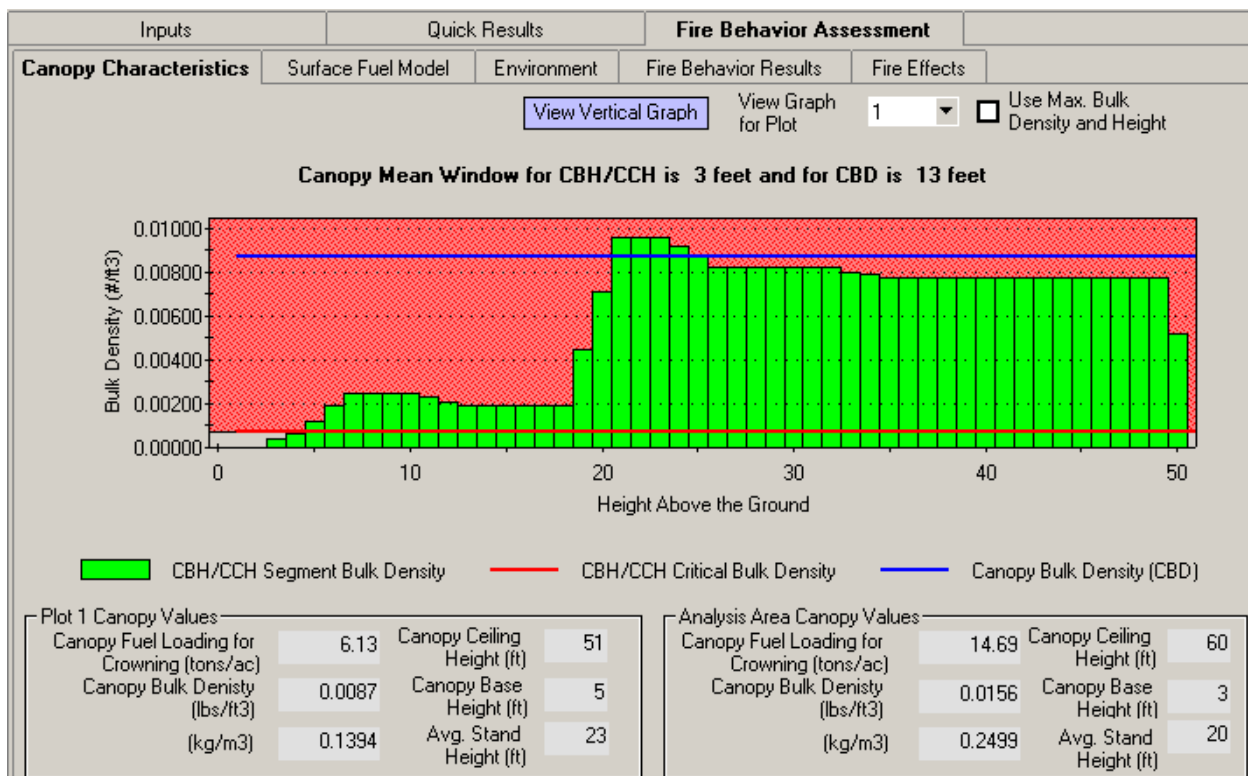 Inputs Quick Results Fire Behavior Assessment
Canopy Characteristics Surface Fuel Model Environment Fire Behavior Results Fire Effects
View Vertical Graph View Graph for Plot 1 Use Max. Bulk Density and Height
Canopy Mean Window for CBH/CCH is 3 feet and for CBD is 13 feet
Bulk Density (#/ft3)
0.01000
0.00800
0.00600
0.00400
0.00200
0.00000
0 10 20 30 40 50
Height Above the Ground
CBH/CCH Segment Bulk Density CBH/CCH Critical Bulk Density Canopy Bulk Density (CBD)
Plot 1 Canopy Values
Canopy Fuel Loading for Crowning (tons/ac) 6.13 Canopy Ceiling Height (ft) 51
Canopy Bulk Denisty (lbs/ft3) 0.0087 Canopy Base Height (ft) 5
(kg/m3) 0.1394 Avg. Stand Height (ft) 23
Analysis Area Canopy Values
Canopy Fuel Loading for Crowning (tons/ac) 14.69 Canopy Ceiling Height (ft) 60
Canopy Bulk Denisty (lbs/ft3) 0.0156 Canopy Base Height (ft) 3
(kg/m3) 0.2499 Avg. Stand Height (ft) 20